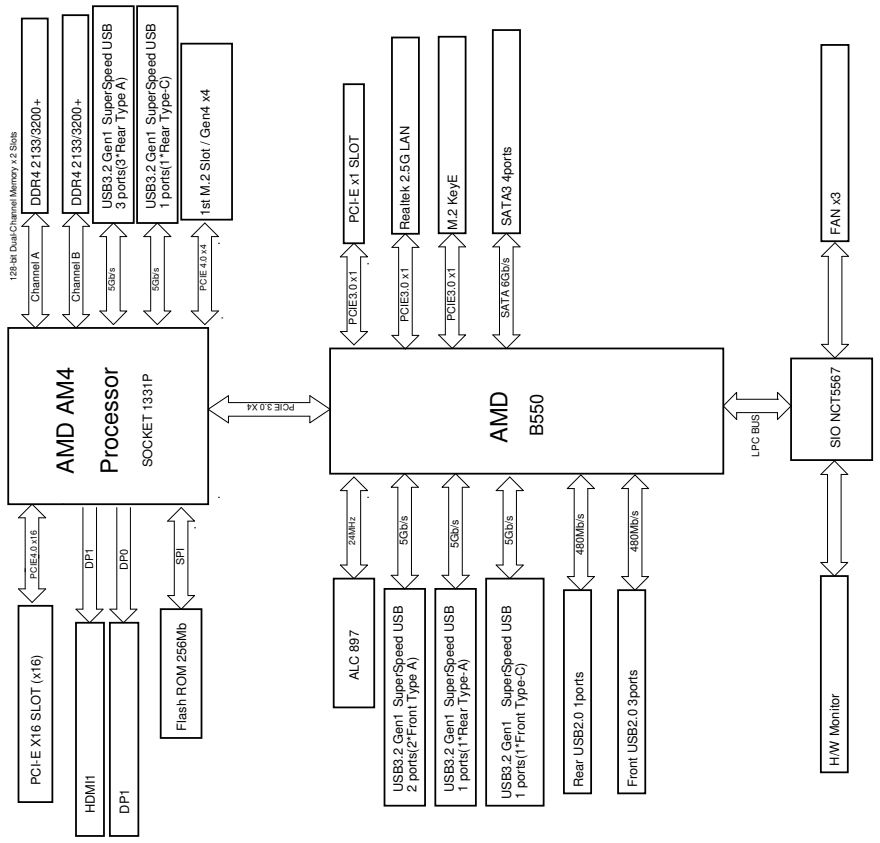 128-bit Dual-Channel Memory x 2 Slots
DDR4 2133/3200+
DDR4 2133/3200+
USB3.2 Gen1 SuperSpeed USB
3 ports(3*Rear Type A)
USB3.2 Gen1 SuperSpeed USB
1 ports(1*Rear Type-C)
1st M.2 Slot / Gen4 x4
Channel A
Channel B
5Gb/s
5Gb/s
PCIE 4.0 x4
AMD AM4
Processor
SOCKET 1331P
PCIE4.0 x16
DP1
DP0
SPI
PCI-E X16 SLOT (x16)
HDMI1
DP1
Flash ROM 256Mb
PCIE 3.0 X4
PCI-E x1 SLOT
Realtek 2.5G LAN
M.2 KeyE
SATA3 4ports
PCIE3.0 x1
PCIE3.0 x1
PCIE3.0 x1
SATA 6Gb/s
AMD
B550
24MHz
5Gb/s
5Gb/s
5Gb/s
480Mb/s
480Mb/s
ALC 897
USB3.2 Gen1 SuperSpeed USB
2 ports(2*Front Type A)
USB3.2 Gen1 SuperSpeed USB
1 ports(1*Rear Type-A)
USB3.2 Gen1 SuperSpeed USB
1 ports(1*Front Type-C)
Rear USB2.0 1ports
Front USB2.0 3ports
LPC BUS
FAN x3
SIO NCT5567
H/W Monitor